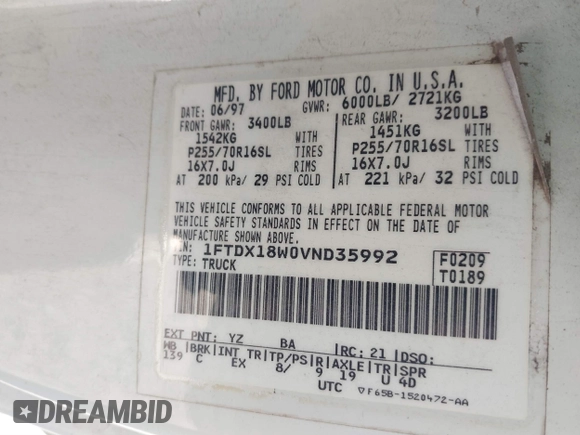 MFD. BY FORD MOTOR CO. IN U.S.A.
DATE: 06/97 GVWR: 6000LB/ 2721KG
FRONT GAWR: 3400LB REAR GAWR: 3200LB
1542KG WITH 1451KG WITH
P255/70R16SL TIRES P255/70R16SL TIRES
16X7.0J RIMS 16X7.0J RIMS
AT 200 kPa/ 29 PSI COLD AT 221 kPa/ 32 PSI COLD
THIS VEHICLE CONFORMS TO ALL APPLICABLE FEDERAL MOTOR
VEHICLE SAFETY STANDARDS IN EFFECT ON THE DATE OF
MANUFACTURE SHOWN ABOVE.
VIN: 1FTDX18W0VND35992 F0209
TYPE: TRUCK T0189
EXT PNT: YZ BA RC: 21 DSO:
WB BRK INT TR TP/PS R AXLE TR SPR
139 C EX 8/ 9 19 U 4D
UTC ▽F65B-1520472-AA
REAL CARHISTORY.COM